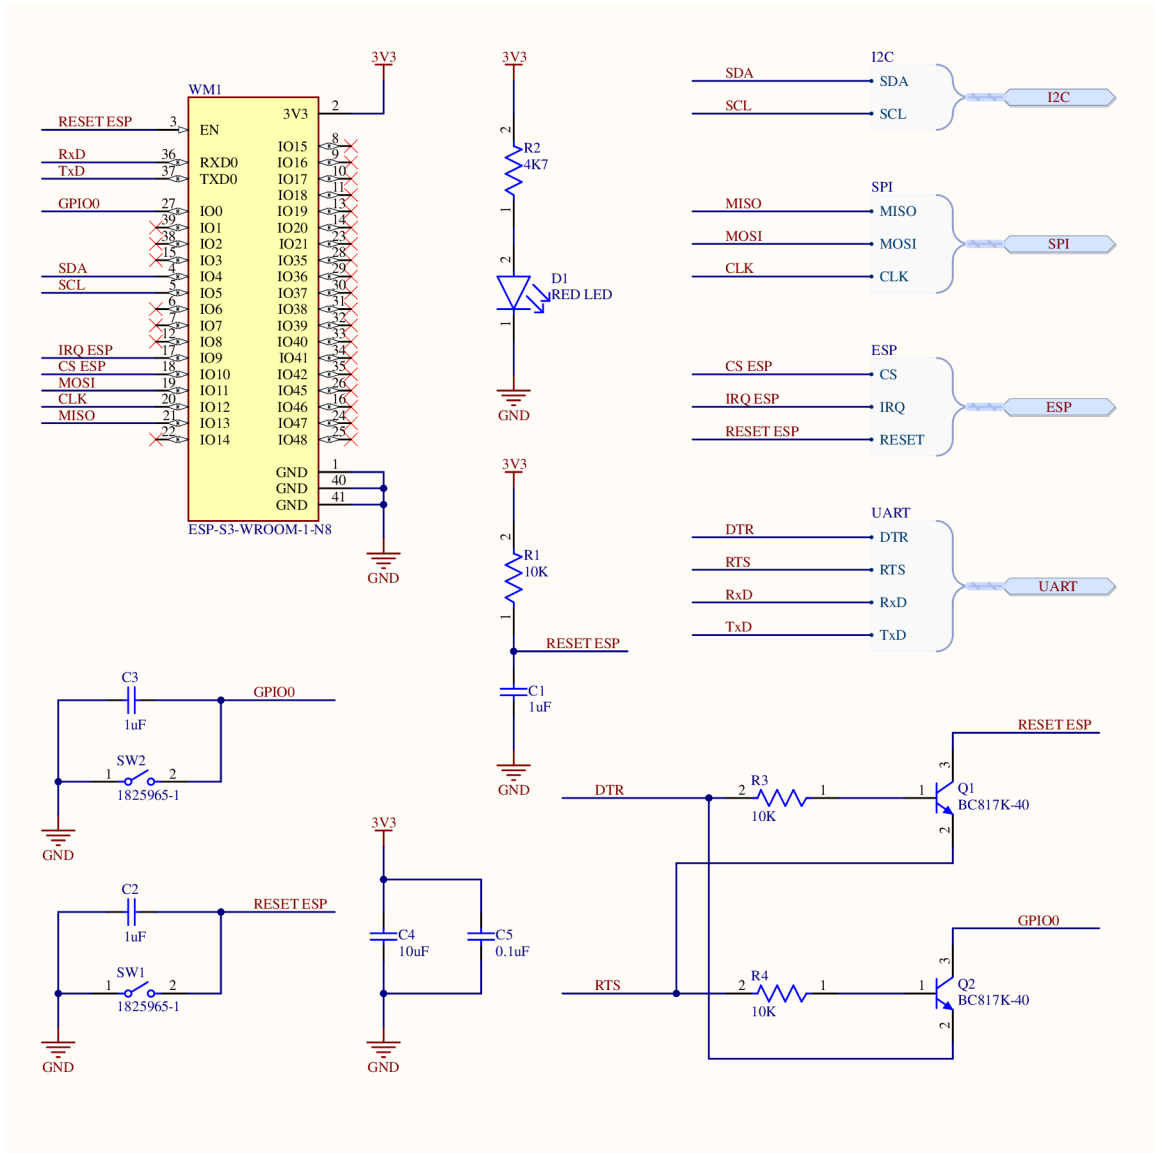 WM1
3V3
RESET ESP 3 EN
3V3 2
RxD 36 RXD0
TxD 37 TXD0
GPIO0 27 IO0
39 IO1
38 IO2
15 IO3
SDA 4 IO4
SCL 5 IO5
6 IO6
7 IO7
12 IO8
IRQ ESP 17 IO9
CS ESP 18 IO10
MOSI 19 IO11
CLK 20 IO12
MISO 21 IO13
22 IO14
IO15 8
IO16 9
IO17 10
IO18 11
IO19 13
IO20 14
IO21 23
IO35 28
IO36 29
IO37 30
IO38 31
IO39 32
IO40 33
IO41 34
IO42 35
IO45 26
IO46 16
IO47 24
IO48 25
GND 1
GND 40
GND 41
ESP-S3-WROOM-1-N8
GND
3V3
2
R2
4K7
1
2
D1
RED LED
1
GND
3V3
2
R1
10K
1
RESET ESP
C1
1uF
GND
I2C
SDA SDA
SCL SCL
I2C
SPI
MISO MISO
MOSI MOSI
CLK CLK
SPI
ESP
CS ESP CS
IRQ ESP IRQ
RESET ESP RESET
ESP
UART
DTR DTR
RTS RTS
RxD RxD
TxD TxD
UART
C3
1uF
GPIO0
SW2
1 2
1825965-1
GND
C2
1uF
RESET ESP
SW1
1 2
1825965-1
GND
3V3
C4
10uF
C5
0.1uF
GND
RESET ESP
3
DTR
2 R3 1
10K
1 Q1
BC817K-40
2
GPIO0
3
RTS
2 R4 1
10K
1 Q2
BC817K-40
2